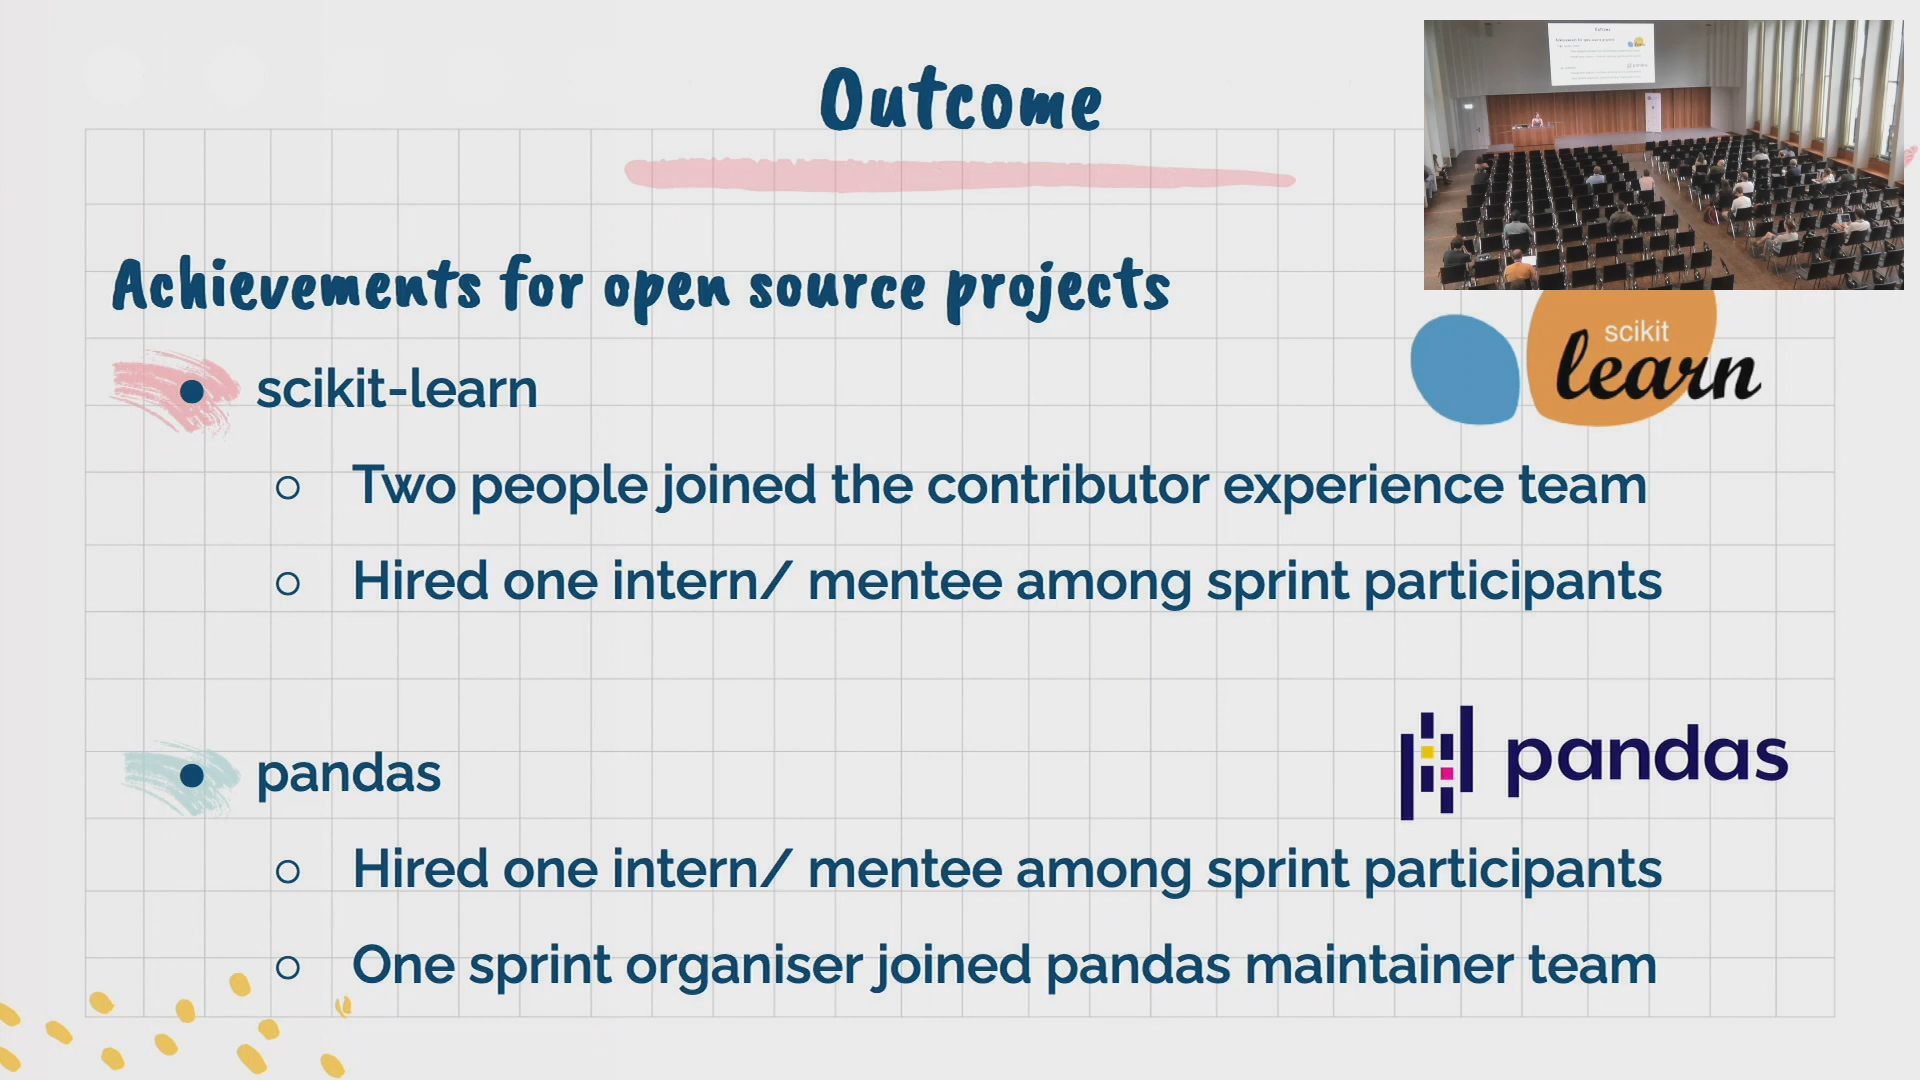 Outcome
Achievements for open source projects
scikit-learn
scikit
learn
Two people joined the contributor experience team
Hired one intern/ mentee among sprint participants
pandas
pandas
Hired one intern/ mentee among sprint participants
One sprint organiser joined pandas maintainer team